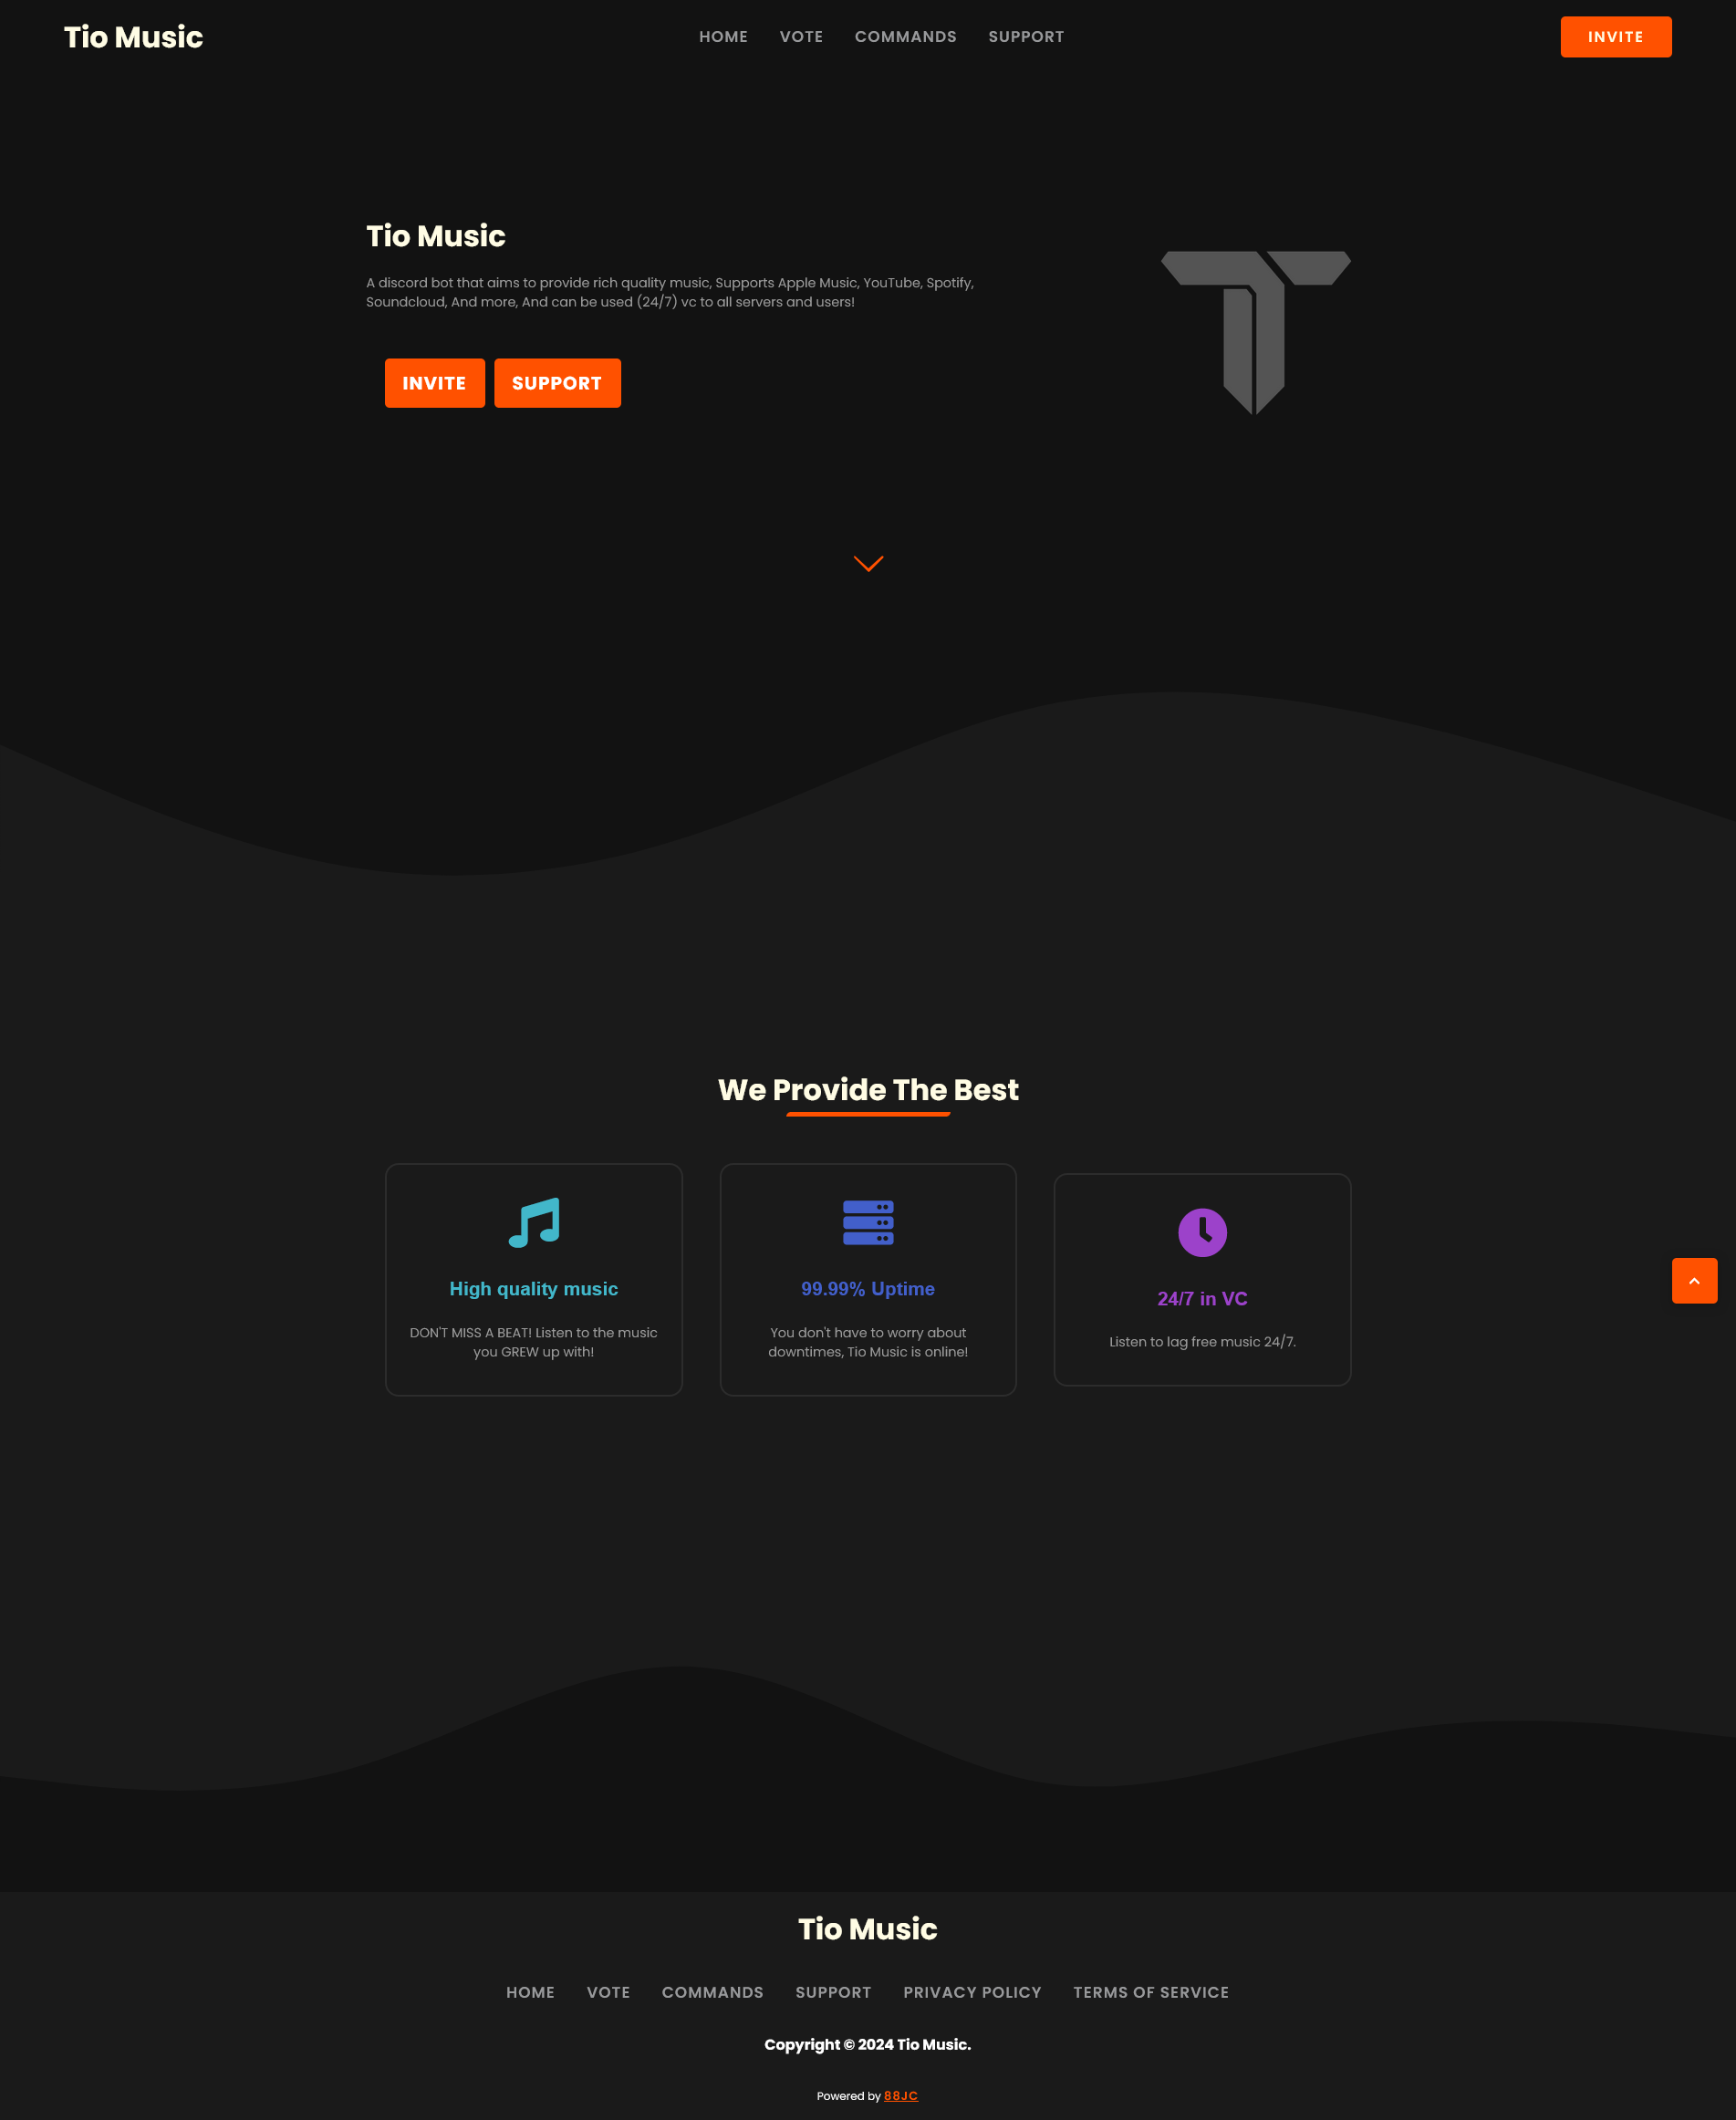 Tio Music
HOME VOTE COMMANDS SUPPORT
INVITE
Tio Music
A discord bot that aims to provide rich quality music, Supports Apple Music, YouTube, Spotify,
Soundcloud, And more, And can be used (24/7) vc to all servers and users!
INVITE SUPPORT
We Provide The Best
High quality music
DON'T MISS A BEAT! Listen to the music
you GREW up with!
99.99% Uptime
You don't have to worry about
downtimes, Tio Music is online!
24/7 in VC
Listen to lag free music 24/7.
Tio Music
HOME VOTE COMMANDS SUPPORT PRIVACY POLICY TERMS OF SERVICE
Copyright © 2024 Tio Music.
Powered by 88JC